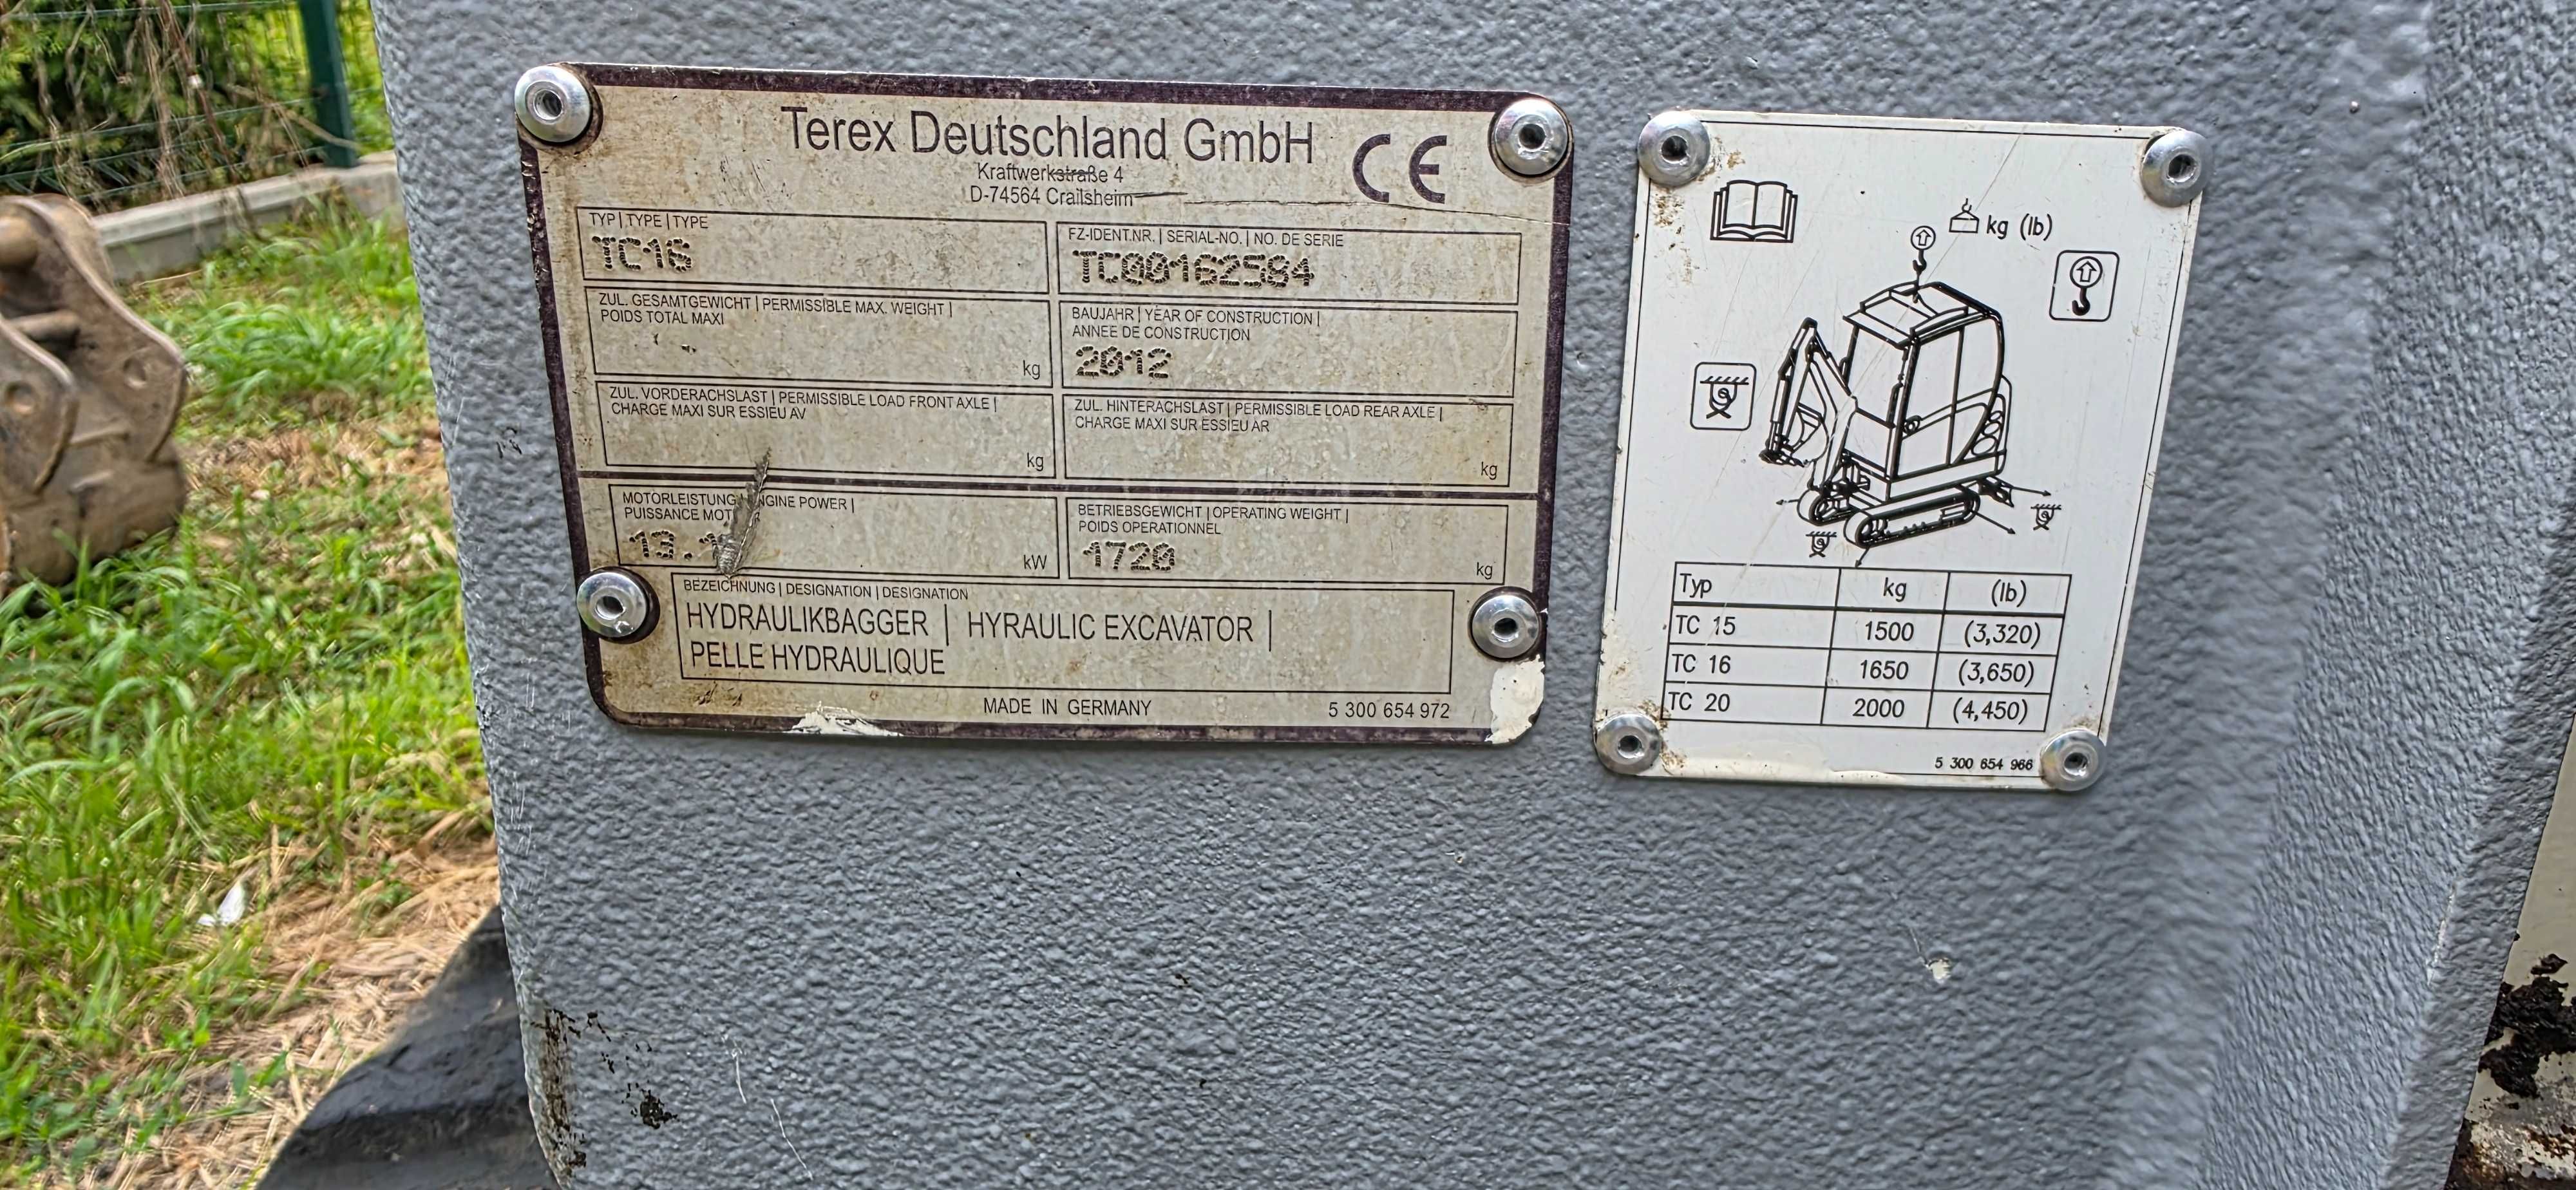 Terex Deutschland GmbH
CE
Kraftwerkstraße 4
D-74564 Crailsheim
TYP | TYPE | TYPE
TC16
FZ-IDENT.NR. | SERIAL-NO. | NO. DE SERIE
TC00162584
ZUL. GESAMTGEWICHT | PERMISSIBLE MAX. WEIGHT |
POIDS TOTAL MAXI
kg
BAUJAHR | YEAR OF CONSTRUCTION |
ANNEE DE CONSTRUCTION
2012
ZUL. VORDERACHSLAST | PERMISSIBLE LOAD FRONT AXLE |
CHARGE MAXI SUR ESSIEU AV
kg
ZUL. HINTERACHSLAST | PERMISSIBLE LOAD REAR AXLE |
CHARGE MAXI SUR ESSIEU AR
kg
MOTORLEISTUNG POWER |
PUISSANCE
kW
BETRIEBSGEWICHT | OPERATING WEIGHT |
POIDS OPERATIONNEL
1720 kg
BEZEICHNUNG | DESIGNATION | DESIGNATION
HYDRAULIKBAGGER | HYRAULIC EXCAVATOR |
PELLE HYDRAULIQUE
MADE IN GERMANY 5 300 654 972
kg (lb)
Typ kg (lb)
TC 15 1500 (3,320)
TC 16 1650 (3,650)
TC 20 2000 (4,450)
5 300 654 966